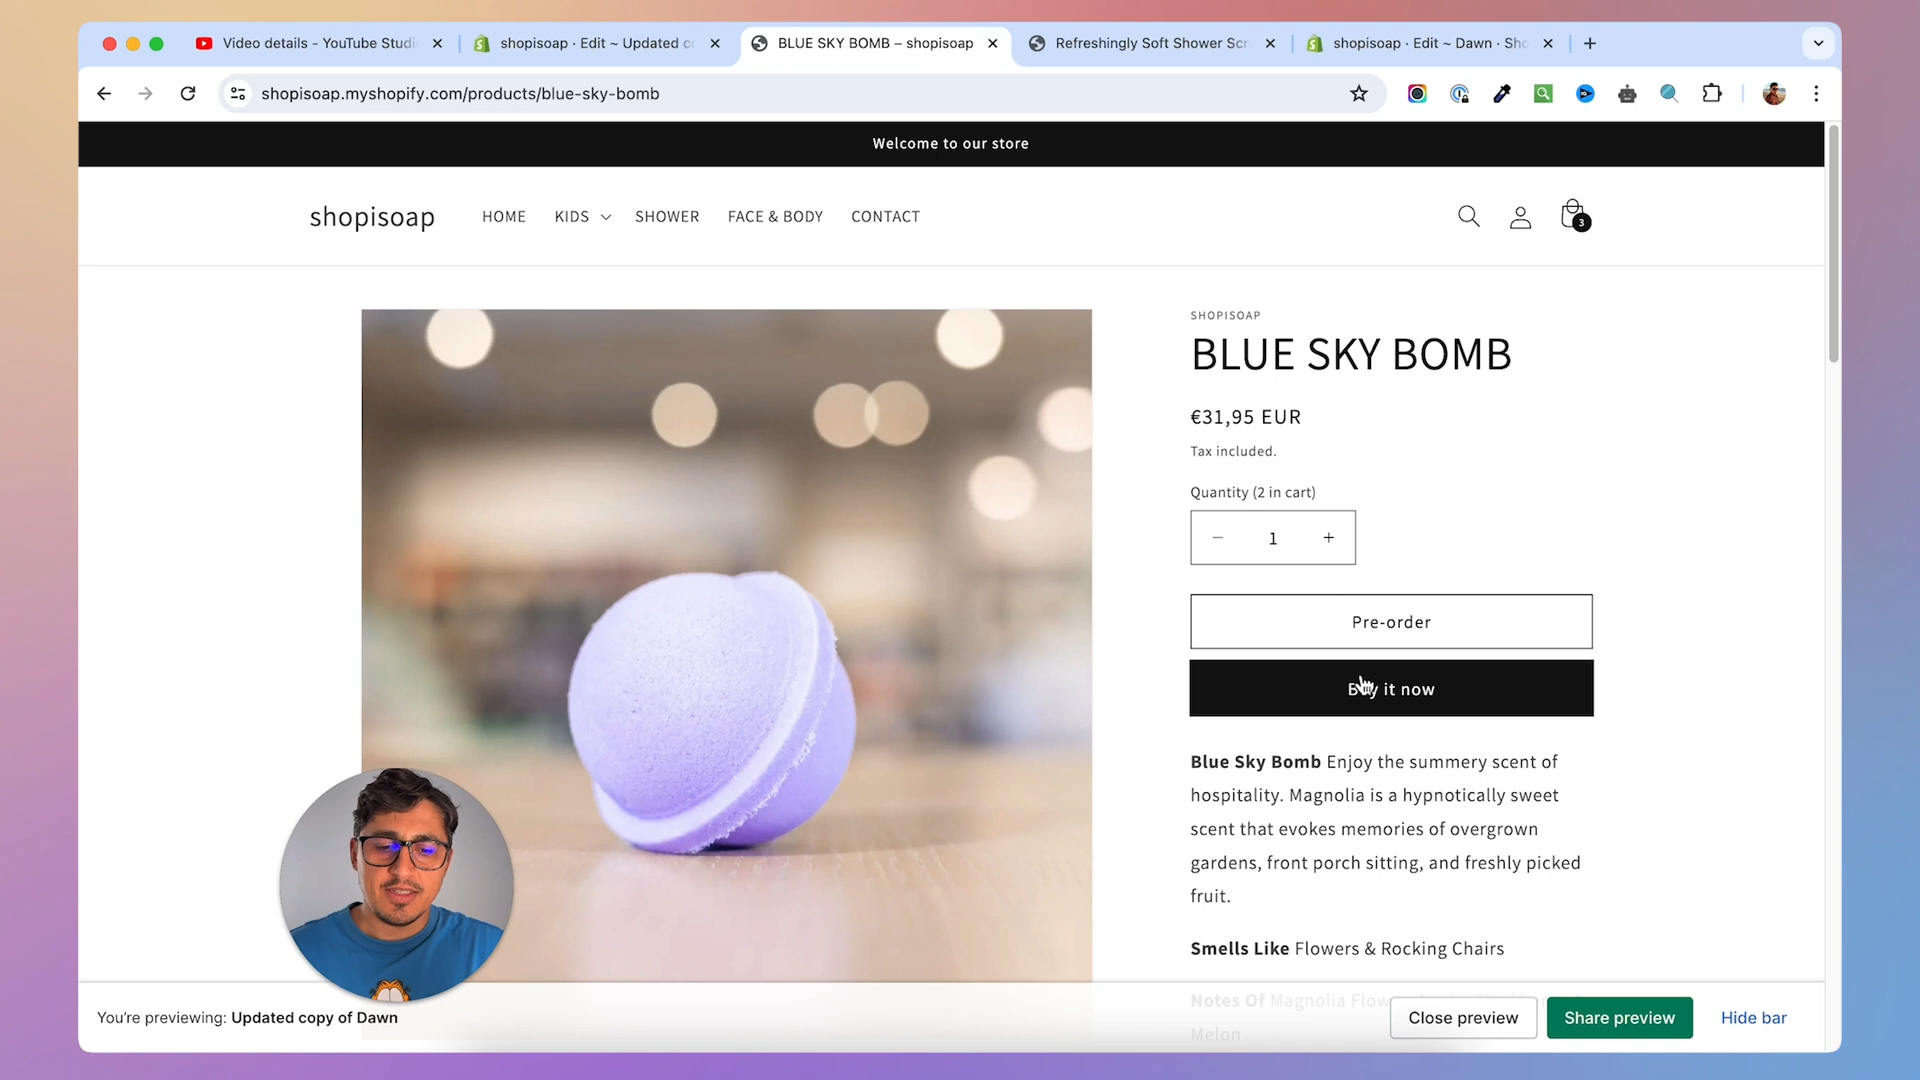 Video details - YouTube Studi
shopisoap · Edit ~ Updated c
BLUE SKY BOMB – shopisoap
Refreshingly Soft Shower Scr
shopisoap · Edit ~ Dawn · Sho
shopisoap.myshopify.com/products/blue-sky-bomb
Welcome to our store
shopisoap
HOME
KIDS
SHOWER
FACE & BODY
CONTACT
3
SHOPISOAP
BLUE SKY BOMB
€31,95 EUR
Tax included.
Quantity (2 in cart)
− 1 +
Pre-order
Buy it now
Blue Sky Bomb Enjoy the summery scent of
hospitality. Magnolia is a hypnotically sweet
scent that evokes memories of overgrown
gardens, front porch sitting, and freshly picked
fruit.
Smells Like Flowers & Rocking Chairs
Notes Of Magnolia
Melon
You're previewing: Updated copy of Dawn
Close preview
Share preview
Hide bar